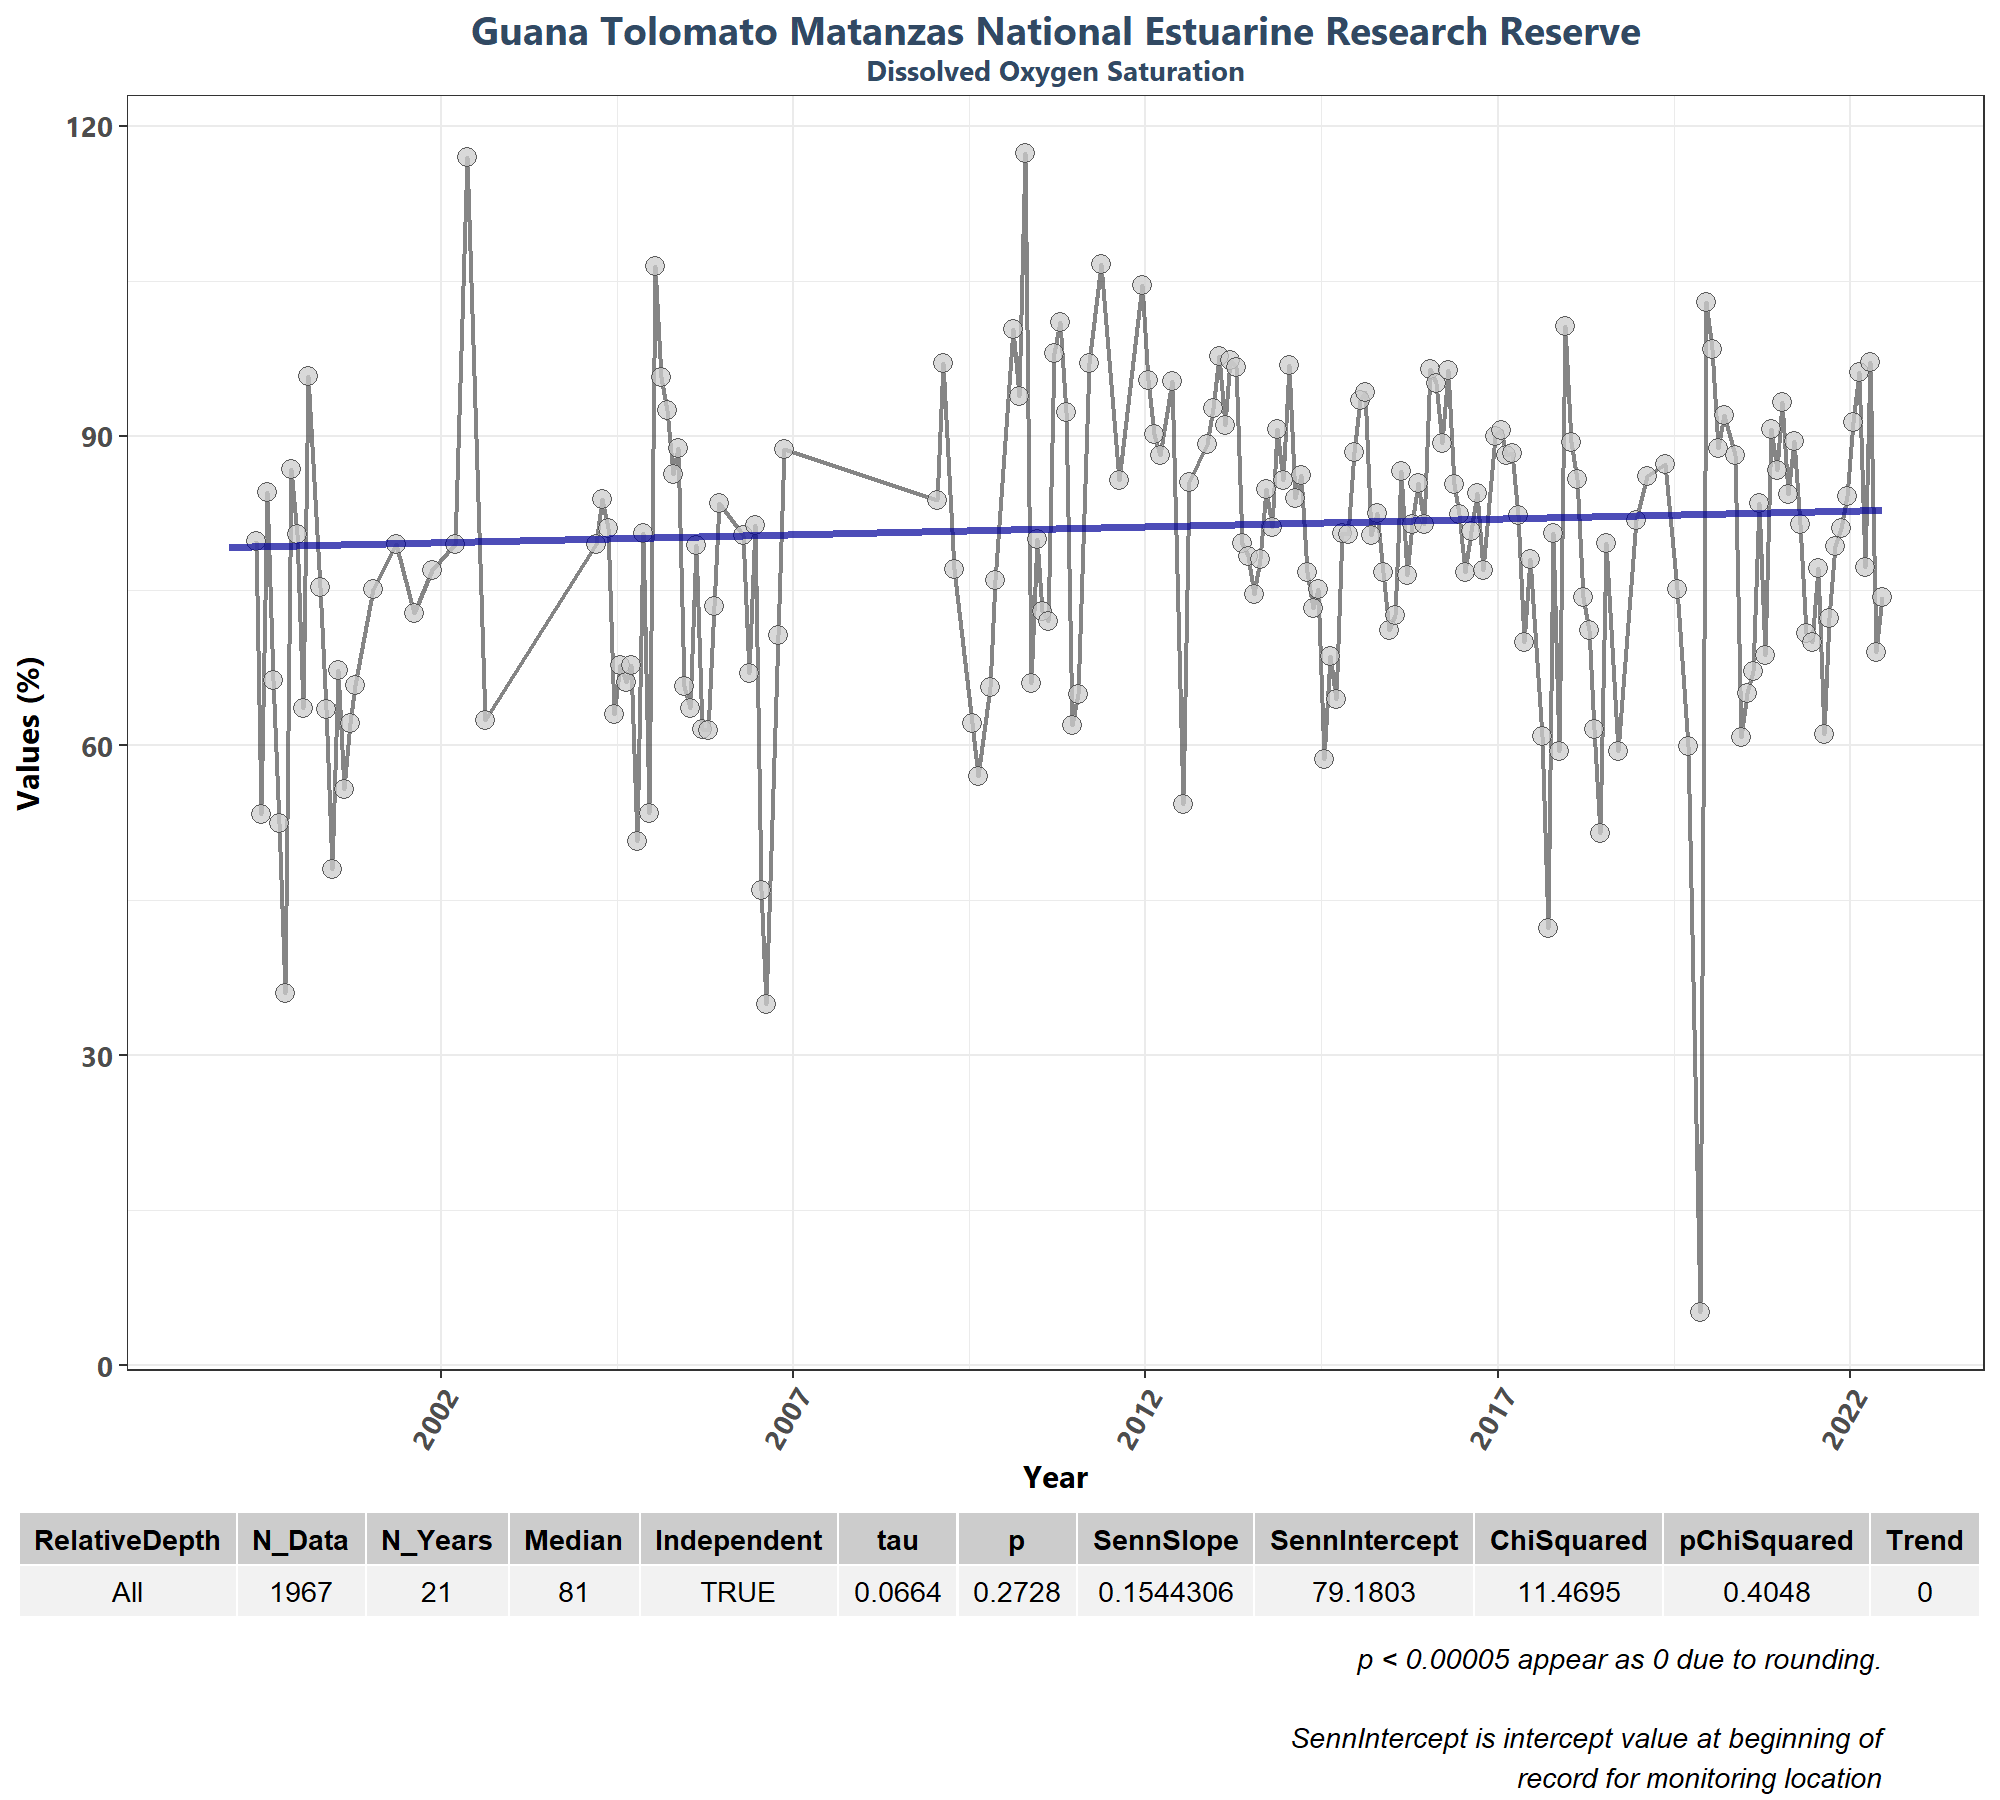 Guana Tolomato Matanzas National Estuarine Research Reserve
Dissolved Oxygen Saturation
120
90
60
30
0
Values (%)
2002
2007
2012
2017
2022
Year
RelativeDepth N_Data N_Years Median Independent tau p SennSlope SennIntercept ChiSquared pChiSquared Trend
All 1967 21 81 TRUE 0.0664 0.2728 0.1544306 79.1803 11.4695 0.4048 0
p < 0.00005 appear as 0 due to rounding.
SennIntercept is intercept value at beginning of
record for monitoring location